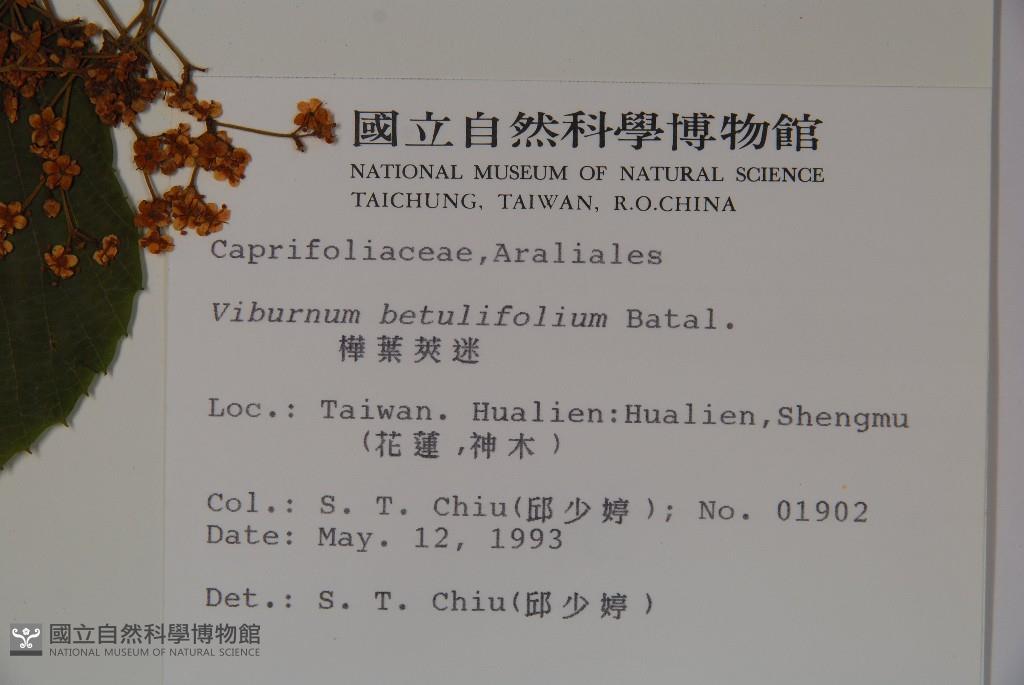 國立自然科學博物館
NATIONAL MUSEUM OF NATURAL SCIENCE
TAICHUNG, TAIWAN, R.O.CHINA
Caprifoliaceae,Araliales
Viburnum betulifolium Batal.
樺葉莢迷
Loc.: Taiwan. Hualien:Hualien,Shengmu
(花蓮,神木)
Col.: S. T. Chiu(邱少婷); No. 01902
Date: May. 12, 1993
Det.: S. T. Chiu(邱少婷)
國立自然科學博物館
NATIONAL MUSEUM OF NATURAL SCIENCE